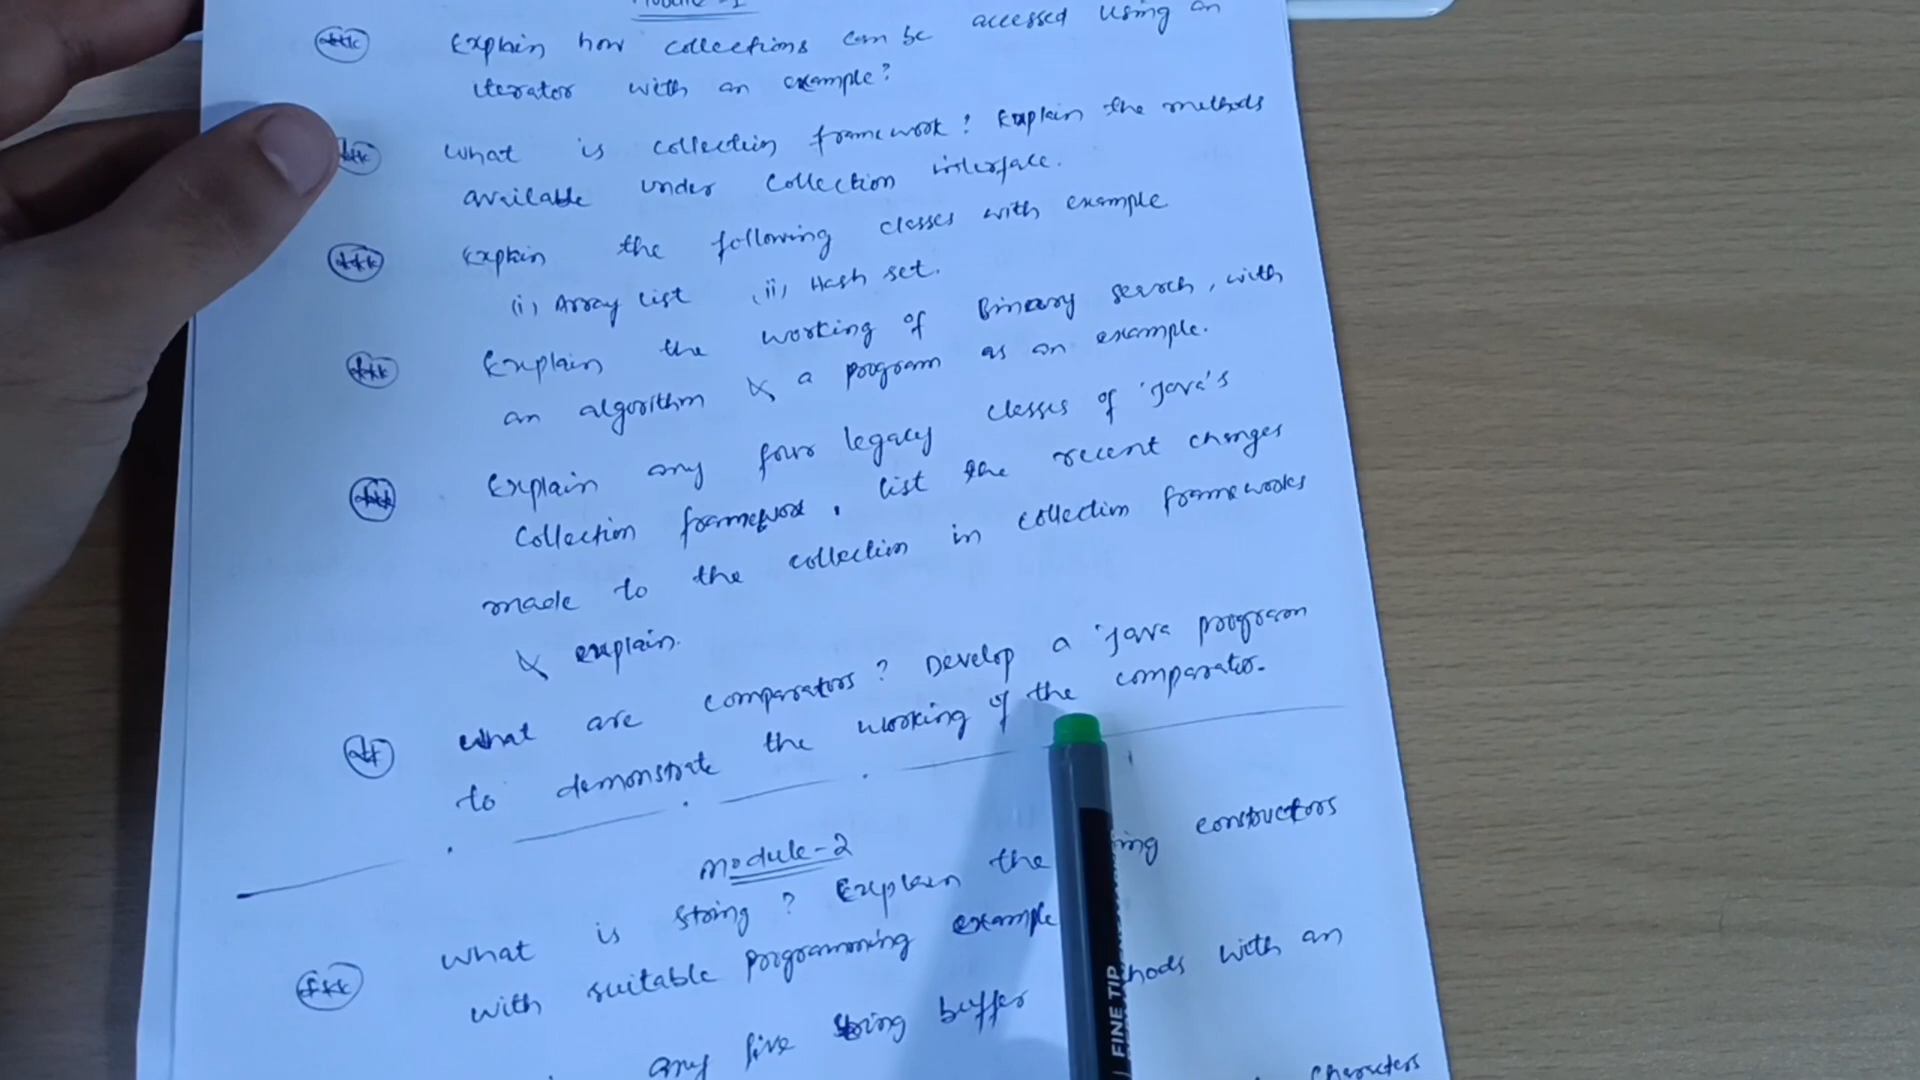 Module-1
*** Explain how collections can be accessed using an
iterator with an example?
*** What is collection framework? Explain the methods
available under collection interface.
*** Explain the following classes with example
(i) Array list (ii) Hash set.
*** Explain the working of Binary search, with
an algorithm & a program as an example.
*** Explain any four legacy classes of Java's
Collection framework, list the recent changes
made to the collection in collection frameworks
& explain.
** What are comparators? Develop a Java program
to demonstrate the working of the comparator.
Module-2
*** What is string? Explain the constructors
with suitable programming example
any five string buffer with an
characters
FINE TIP